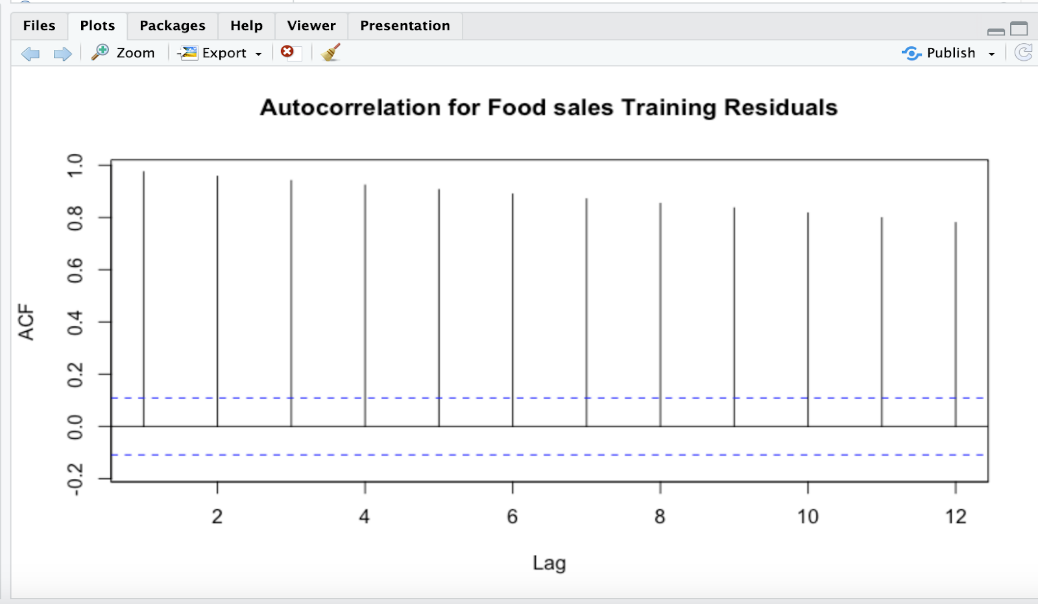 Files Plots Packages Help Viewer Presentation
Zoom Export Publish
Autocorrelation for Food sales Training Residuals
ACF
1.0
0.8
0.6
0.4
0.2
0.0
-0.2
2 4 6 8 10 12
Lag